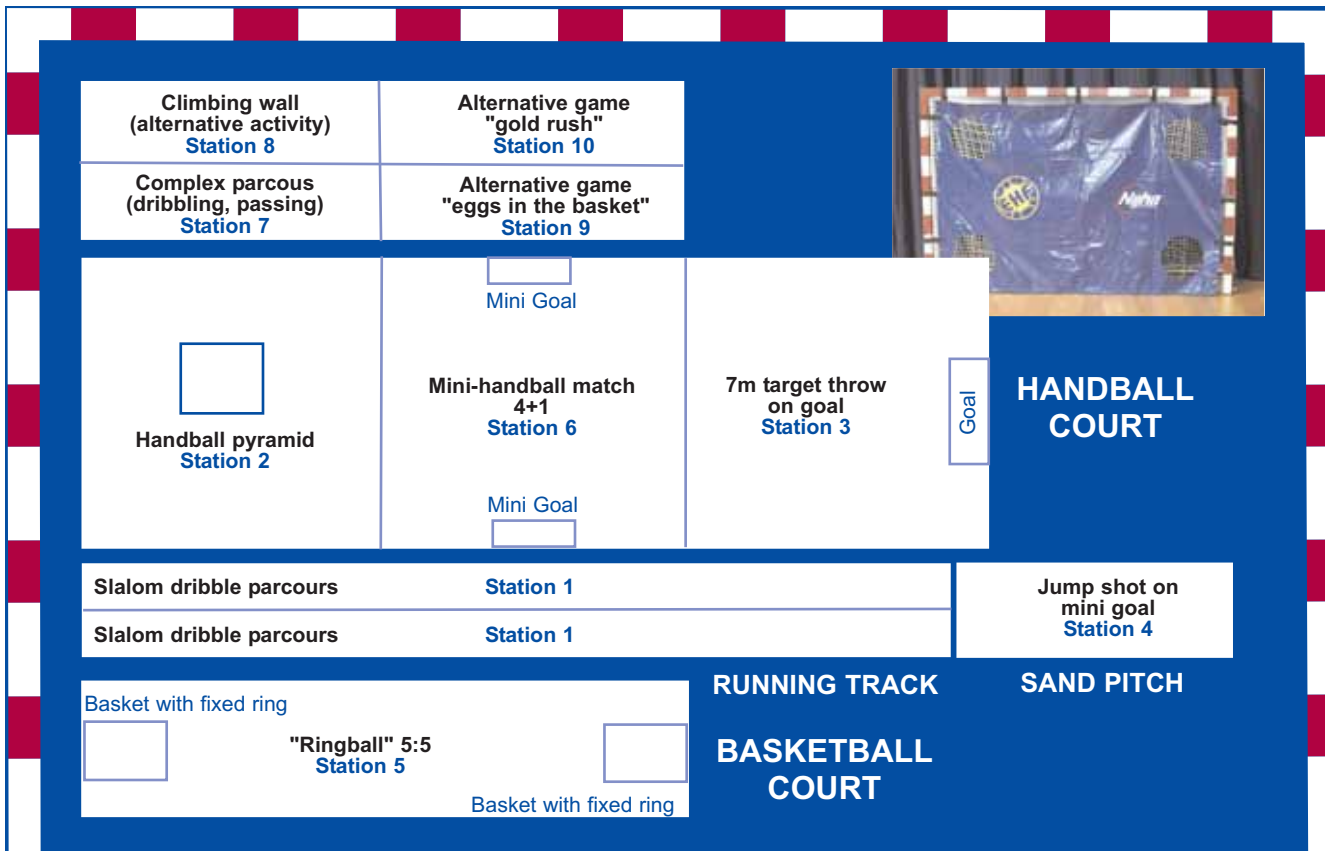 Climbing wall
(alternative activity)
Station 8
Alternative game
"gold rush"
Station 10
Complex parcous
(dribbling, passing)
Station 7
Alternative game
"eggs in the basket"
Station 9
EHF
Mini Goal
Handball pyramid
Station 2
Mini-handball match
4+1
Station 6
7m target throw
on goal
Station 3
Goal
HANDBALL
COURT
Mini Goal
Slalom dribble parcours Station 1
Slalom dribble parcours Station 1
Jump shot on
mini goal
Station 4
RUNNING TRACK
SAND PITCH
Basket with fixed ring
"Ringball" 5:5
Station 5
Basket with fixed ring
BASKETBALL
COURT